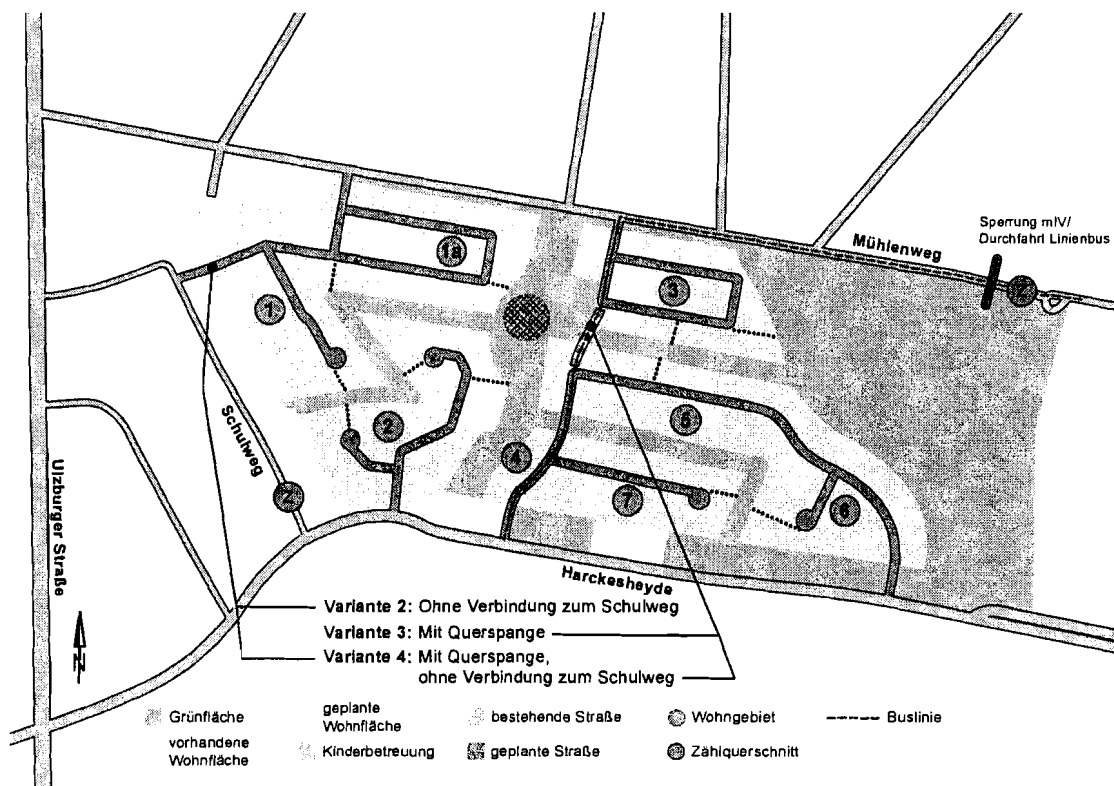 Sperrung mIV/
Durchfahrt Linienbus
Mühlenweg
1a
3
Z
1
2
5
Schulweg
4
Z
7
6
Ulzburger Straße
Harckesheyde
Variante 2: Ohne Verbindung zum Schulweg
Variante 3: Mit Querspange
Variante 4: Mit Querspange,
ohne Verbindung zum Schulweg
N
Grünfläche
geplante
Wohnfläche
bestehende Straße
Wohngebiet
Buslinie
vorhandene
Wohnfläche
Kinderbetreuung
geplante Straße
Zählquerschnitt